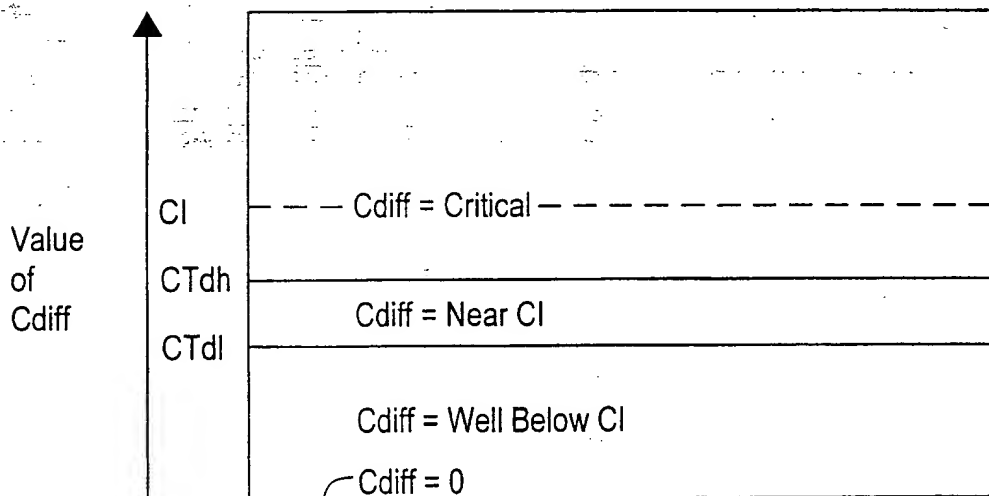 Value
of
Cdiff
CI
CTdh
CTdl
Cdiff = Critical
Cdiff = Near CI
Cdiff = Well Below CI
Cdiff = 0